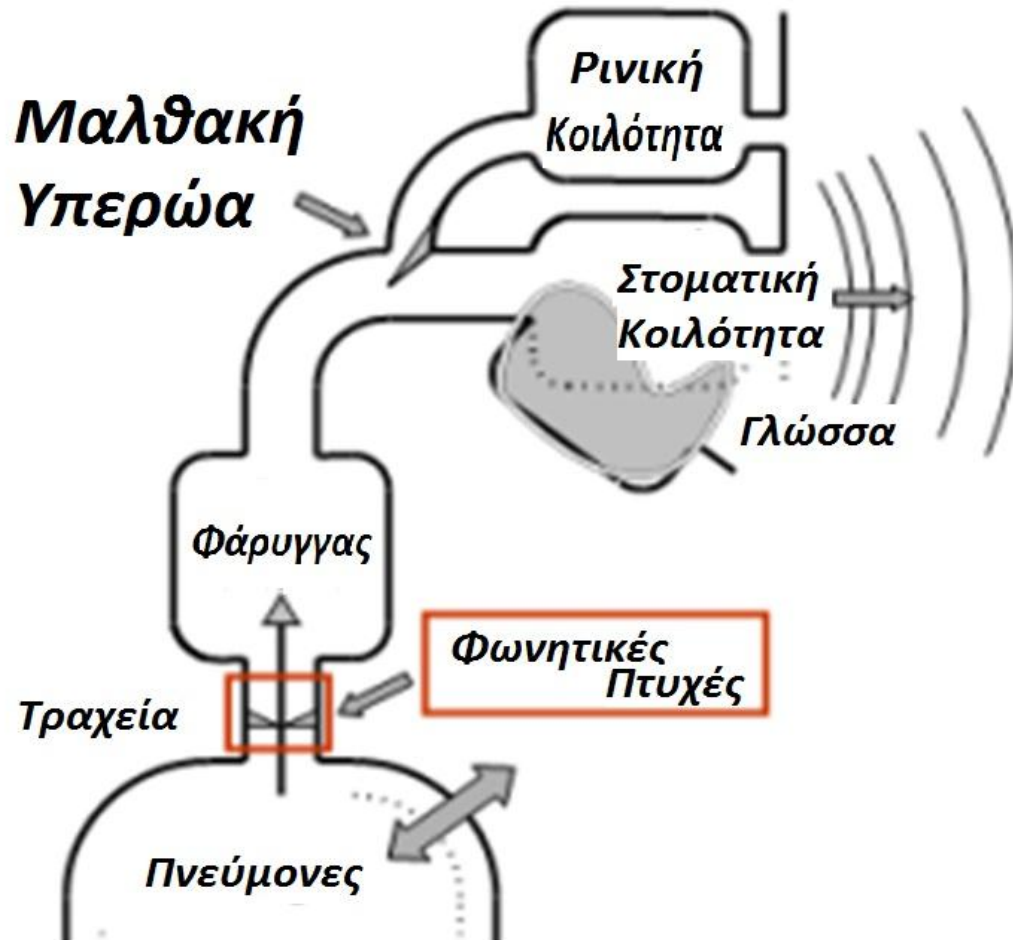 Ρινική
Κοιλότητα
Μαλθακή
Υπερώα
Στοματική
Κοιλότητα
Γλώσσα
Φάρυγγας
Φωνητικές
Πτυχές
Τραχεία
Πνεύμονες